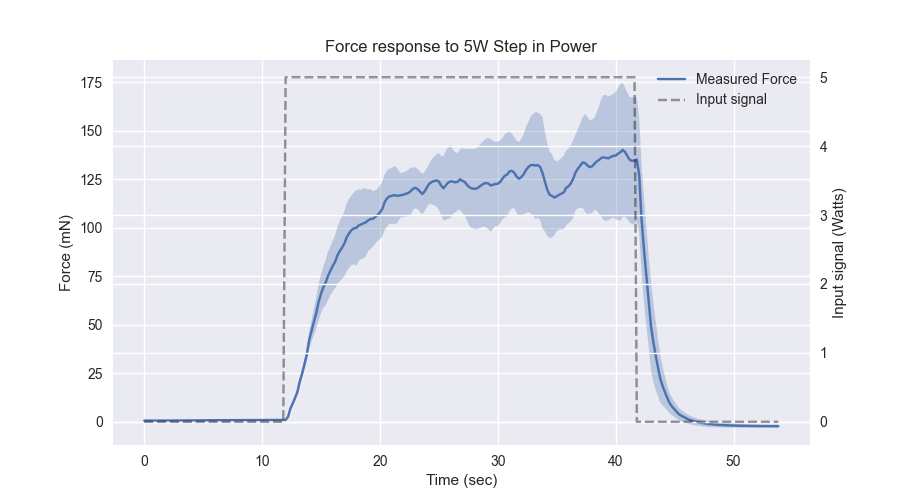 Force response to 5W Step in Power
Measured Force
Input signal
Force (mN)
175
150
125
100
75
50
25
0
5
4
3
2
1
0
Input signal (Watts)
0 10 20 30 40 50
Time (sec)